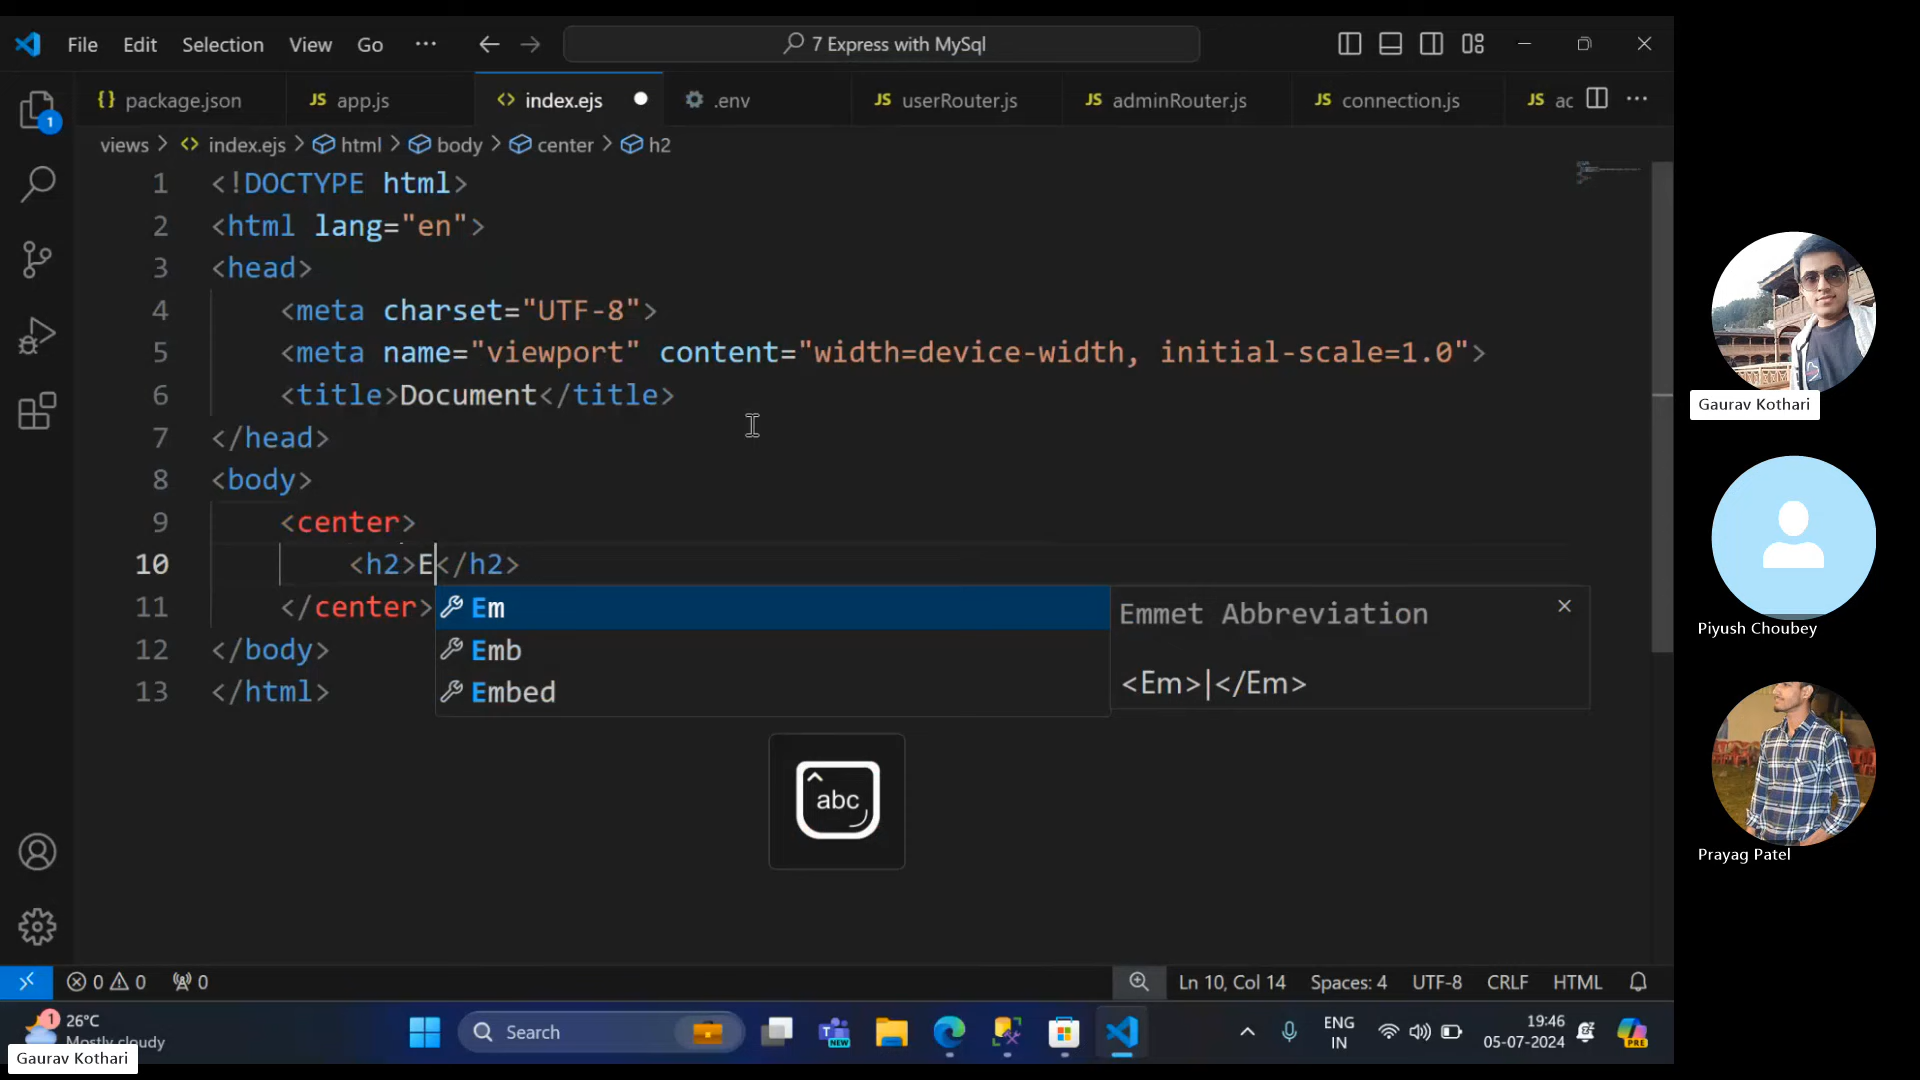 File Edit Selection View Go ··· 7 Express with MySql
{} package.json JS app.js <> index.ejs .env JS userRouter.js JS adminRouter.js JS connection.js JS ac ···
1
views > <> index.ejs > html > body > center > h2
1 <!DOCTYPE html>
2 <html lang="en">
3 <head>
4 <meta charset="UTF-8">
5 <meta name="viewport" content="width=device-width, initial-scale=1.0">
6 <title>Document</title>
7 </head>
8 <body>
9 <center>
10 <h2>E</h2>
11 </center>
12 </body>
13 </html>
Em
Emb
Embed
Emmet Abbreviation
<Em>|</Em>
abc
Gaurav Kothari
Piyush Choubey
Prayag Patel
0 0 0 Ln 10, Col 14 Spaces: 4 UTF-8 CRLF HTML
1 26°C
Mostly cloudy
Search
NEW
ENG
IN
19:46
05-07-2024
PRE
Gaurav Kothari